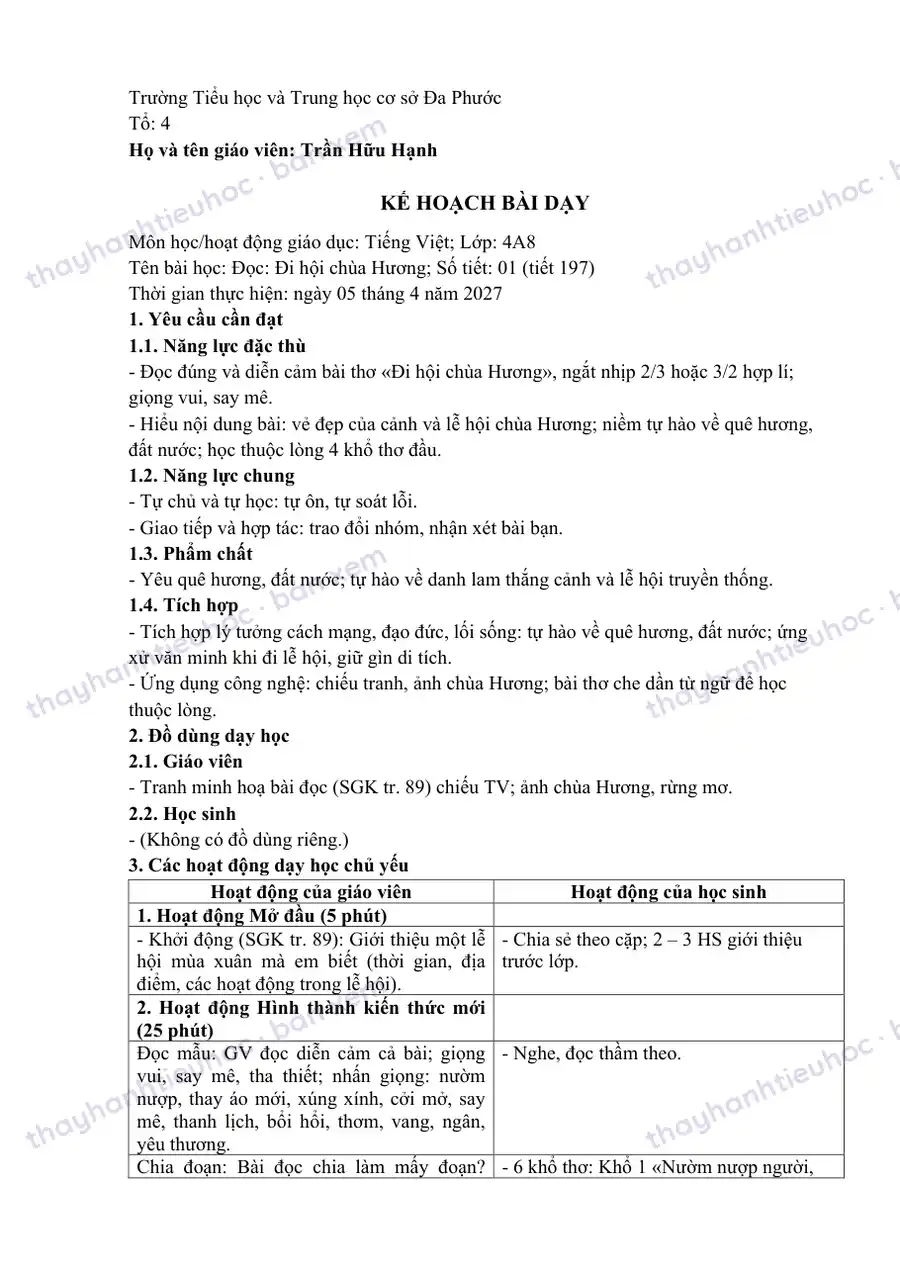 Trường Tiểu học và Trung học cơ sở Đa Phước
Tổ: 4
Họ và tên giáo viên: Trần Hữu Hạnh
KẾ HOẠCH BÀI DẠY
Môn học/hoạt động giáo dục: Tiếng Việt; Lớp: 4A8
Tên bài học: Đọc: Đi hội chùa Hương; Số tiết: 01 (tiết 197)
Thời gian thực hiện: ngày 05 tháng 4 năm 2027
1. Yêu cầu cần đạt
1.1. Năng lực đặc thù
- Đọc đúng và diễn cảm bài thơ «Đi hội chùa Hương», ngắt nhịp 2/3 hoặc 3/2 hợp lí;
giọng vui, say mê.
- Hiểu nội dung bài: vẻ đẹp của cảnh và lễ hội chùa Hương; niềm tự hào về quê hương,
đất nước; học thuộc lòng 4 khổ thơ đầu.
1.2. Năng lực chung
- Tự chủ và tự học: tự ôn, tự soát lỗi.
- Giao tiếp và hợp tác: trao đổi nhóm, nhận xét bài bạn.
1.3. Phẩm chất
- Yêu quê hương, đất nước; tự hào về danh lam thắng cảnh và lễ hội truyền thống.
1.4. Tích hợp
- Tích hợp lý tưởng cách mạng, đạo đức, lối sống: tự hào về quê hương, đất nước; ứng
xử văn minh khi đi lễ hội, giữ gìn di tích.
- Ứng dụng công nghệ: chiếu tranh, ảnh chùa Hương; bài thơ che dần từ ngữ để học
thuộc lòng.
2. Đồ dùng dạy học
2.1. Giáo viên
- Tranh minh hoạ bài đọc (SGK tr. 89) chiếu TV; ảnh chùa Hương, rừng mơ.
2.2. Học sinh
- (Không có đồ dùng riêng.)
3. Các hoạt động dạy học chủ yếu
Hoạt động của giáo viên
Hoạt động của học sinh
1. Hoạt động Mở đầu (5 phút)
- Khởi động (SGK tr. 89): Giới thiệu một lễ
hội mùa xuân mà em biết (thời gian, địa
điểm, các hoạt động trong lễ hội).
- Chia sẻ theo cặp; 2 – 3 HS giới thiệu
trước lớp.
2. Hoạt động Hình thành kiến thức mới
(25 phút)
Đọc mẫu: GV đọc diễn cảm cả bài; giọng
vui, say mê, tha thiết; nhấn giọng: nườm
nượp, thay áo mới, xúng xính, cởi mở, say
mê, thanh lịch, bổi hổi, thơm, vang, ngân,
yêu thương.
- Nghe, đọc thầm theo.
Chia đoạn: Bài đọc chia làm mấy đoạn?
- 6 khổ thơ: Khổ 1 «Nườm nượp người,
thayhanhtieuhoc · bản xem
thayhanhtieuhoc · b
thayhanhtieuhoc · bản xem
thayhanhtieuhoc · b
thayhanhtieuhoc · bản xem
thayhanhtieuhoc · b